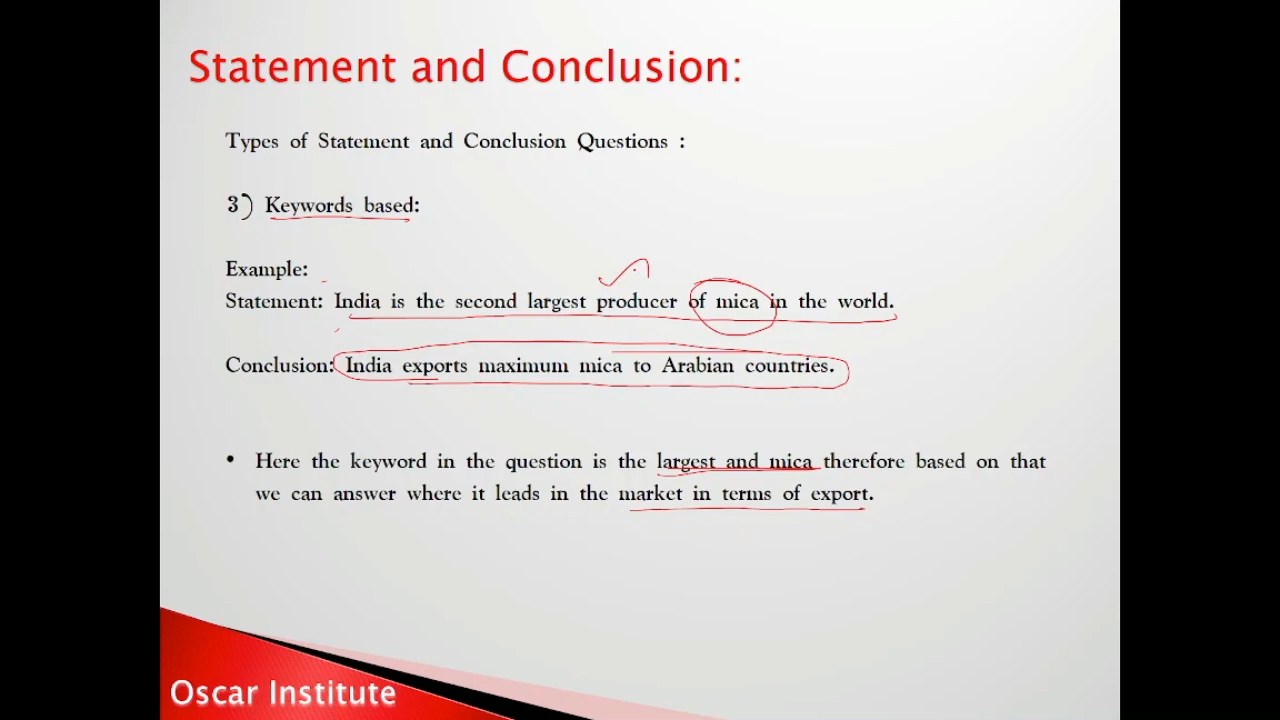 Statement and Conclusion:
Types of Statement and Conclusion Questions :
3) Keywords based:
Example:
Statement: India is the second largest producer of mica in the world.
Conclusion: India exports maximum mica to Arabian countries.
• Here the keyword in the question is the largest and mica therefore based on that
we can answer where it leads in the market in terms of export.
Oscar Institute